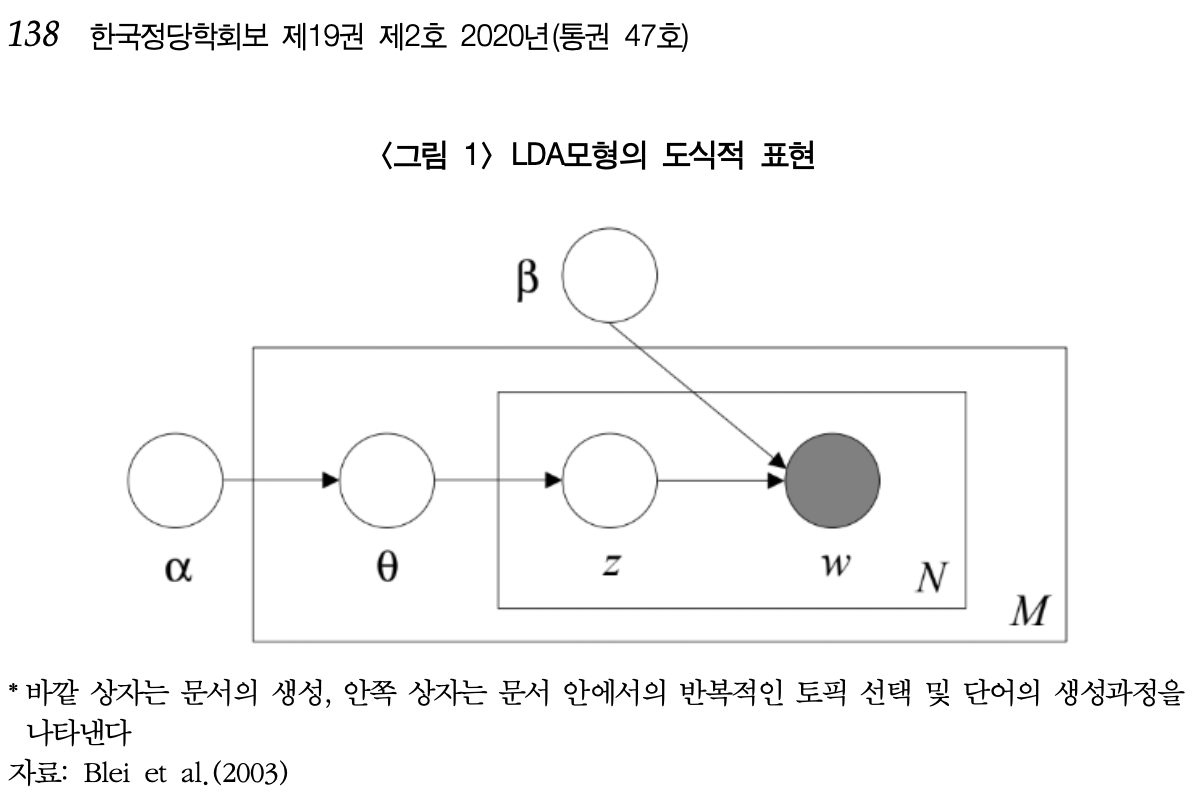 138 한국정당학회보 제19권 제2호 2020년(통권 47호)
〈그림 1〉 LDA모형의 도식적 표현
β
α
θ
z
w
N
M
* 바깥 상자는 문서의 생성, 안쪽 상자는 문서 안에서의 반복적인 토픽 선택 및 단어의 생성과정을
나타낸다
자료: Blei et al.(2003)